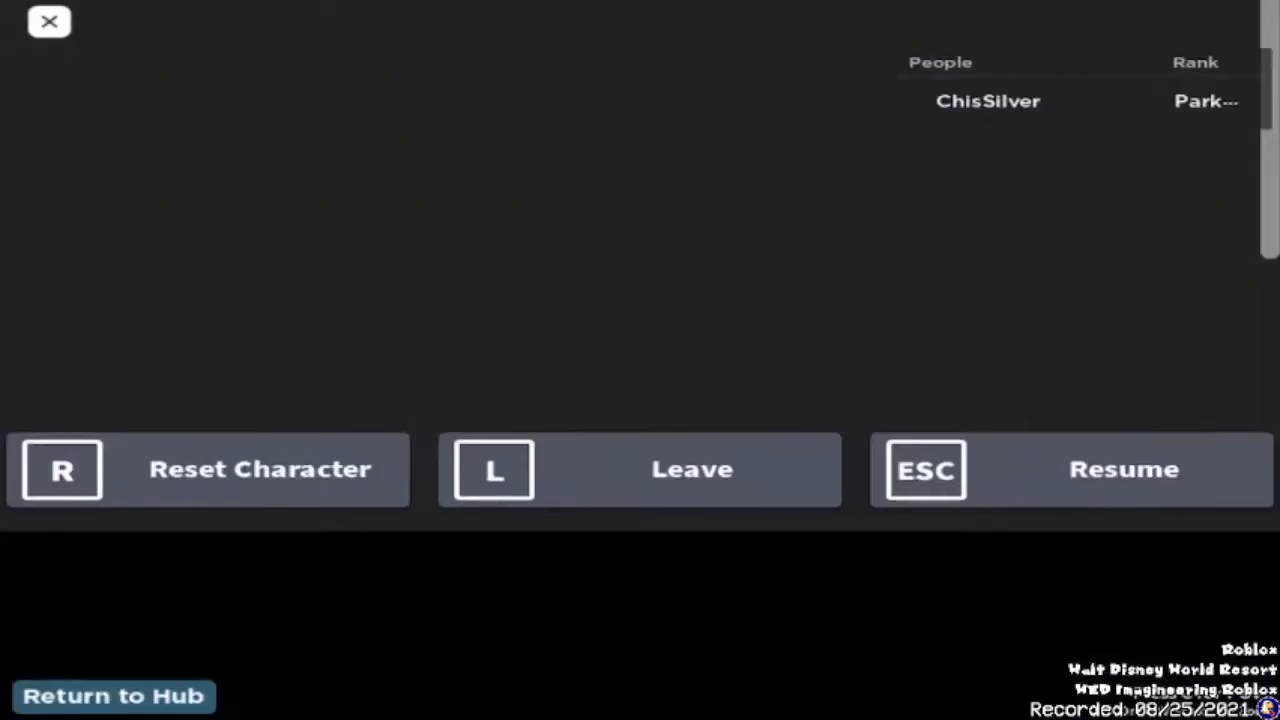 ×
People Rank
ChisSilver Park...
R Reset Character L Leave ESC Resume
Roblox
Walt Disney World Resort
WED Imagineering Roblox
Return to Hub
Recorded: 08/25/2021